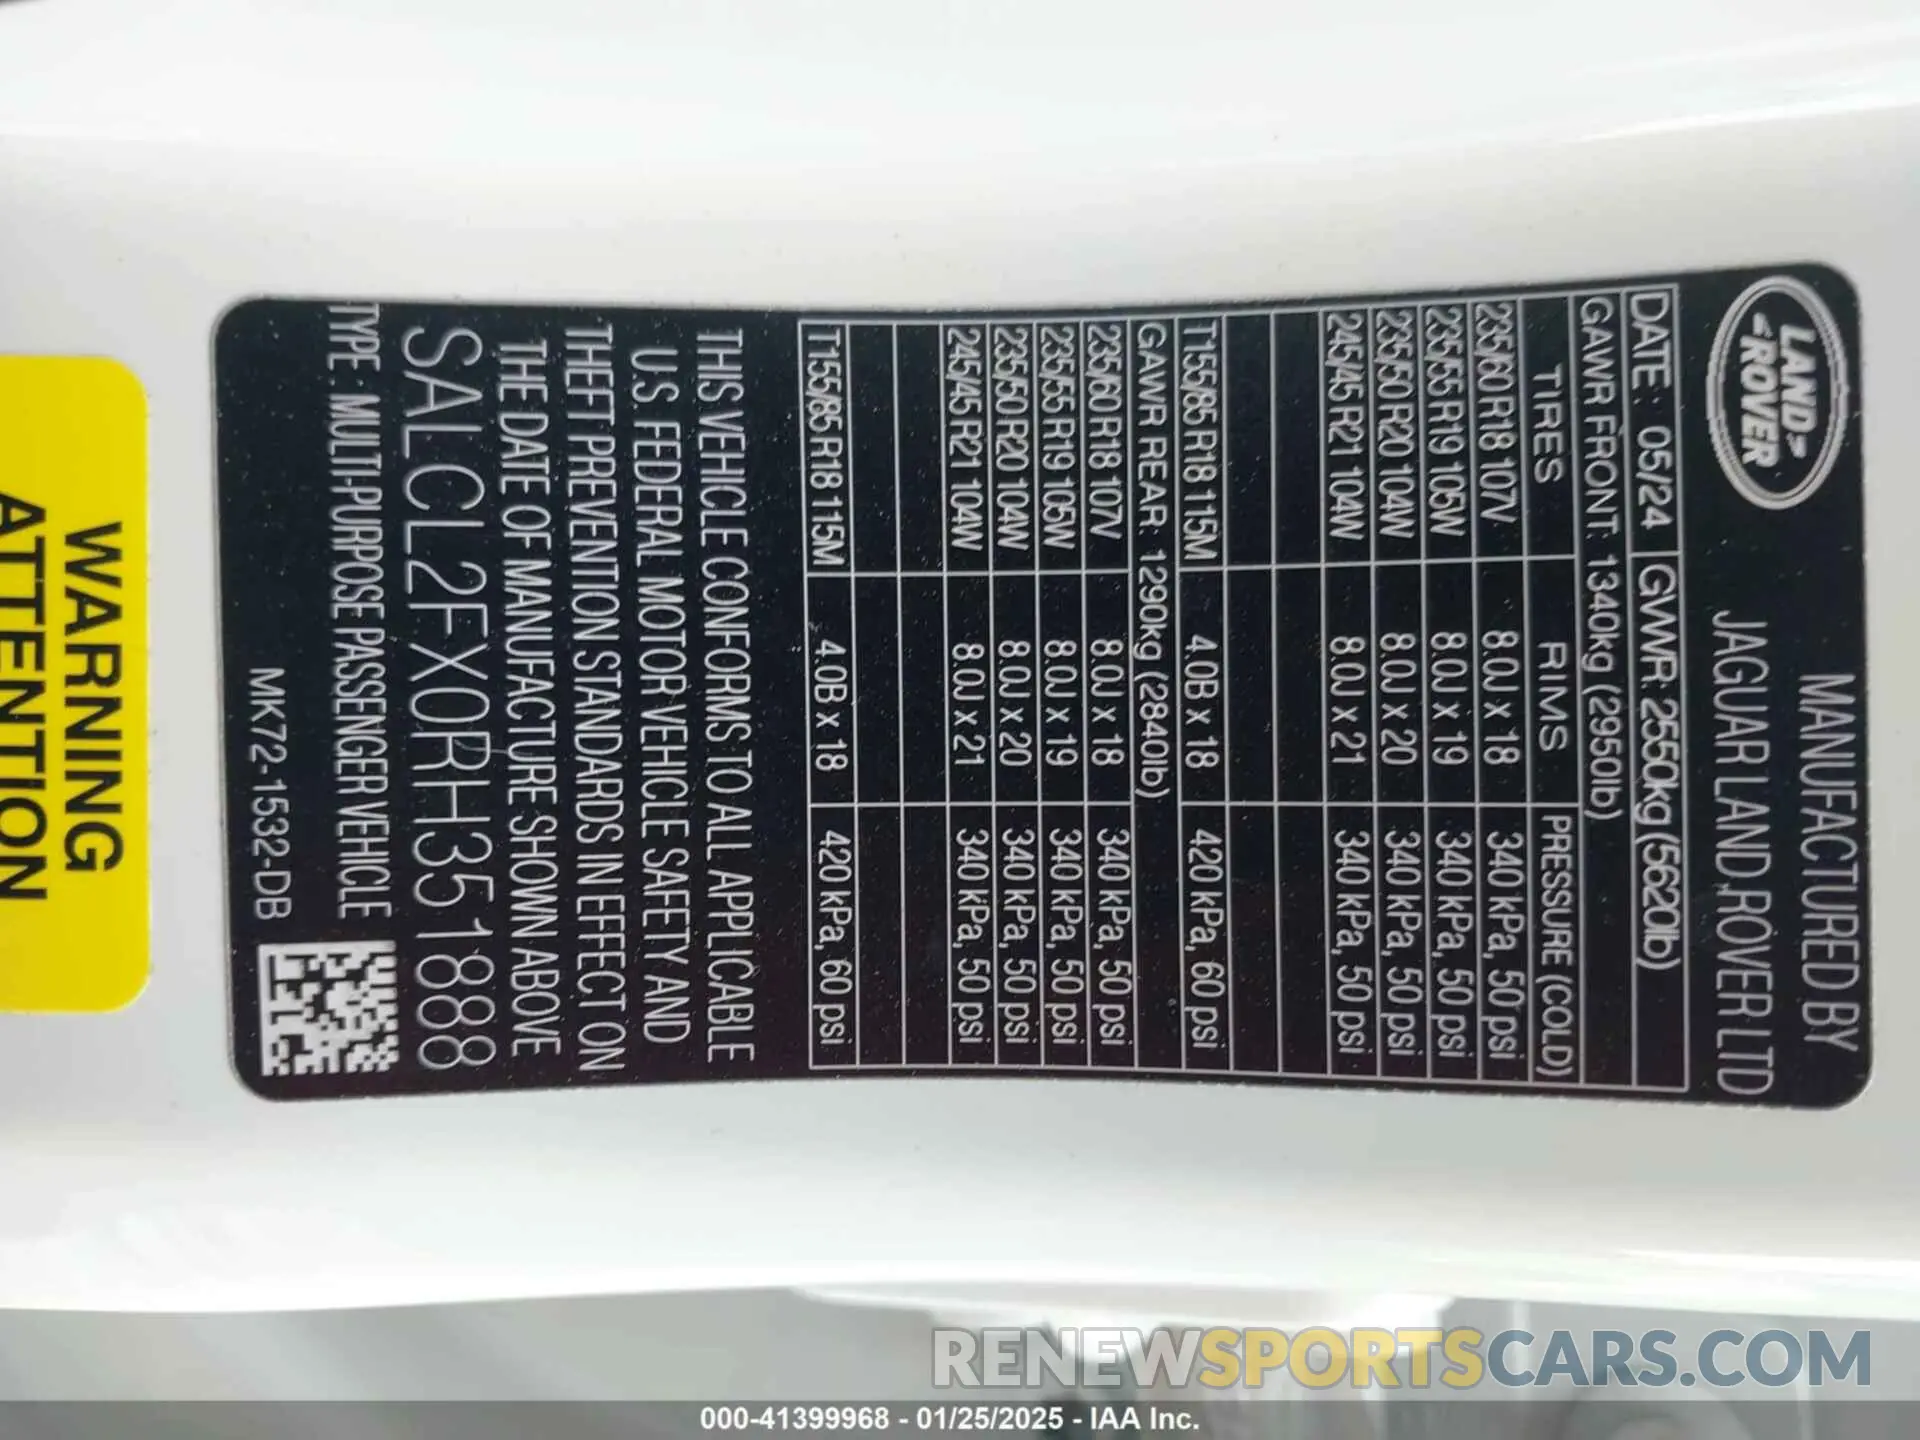 LAND ROVER
MANUFACTURED BY
JAGUAR LAND ROVER LTD
DATE : 05/24 GVWR: 2550kg (5620lb)
GAWR FRONT: 1340kg (2950lb)
TIRES RIMS PRESSURE (COLD)
235/60 R18 107V 8.0J x 18 340 kPa, 50 psi
235/55 R19 105W 8.0J x 19 340 kPa, 50 psi
235/50 R20 104W 8.0J x 20 340 kPa, 50 psi
245/45 R21 104W 8.0J x 21 340 kPa, 50 psi
T155/85 R18 115M 4.0B x 18 420 kPa, 60 psi
GAWR REAR: 1290kg (2840lb)
235/60 R18 107V 8.0J x 18 340 kPa, 50 psi
235/55 R19 105W 8.0J x 19 340 kPa, 50 psi
235/50 R20 104W 8.0J x 20 340 kPa, 50 psi
245/45 R21 104W 8.0J x 21 340 kPa, 50 psi
T155/85 R18 115M 4.0B x 18 420 kPa, 60 psi
THIS VEHICLE CONFORMS TO ALL APPLICABLE
U.S. FEDERAL MOTOR VEHICLE SAFETY AND
THEFT PREVENTION STANDARDS IN EFFECT ON
THE DATE OF MANUFACTURE SHOWN ABOVE
SALCL2FX0RH351888
TYPE : MULTI-PURPOSE PASSENGER VEHICLE
MK72-1532-DB
WARNING
ATTENTION
RENEWSPORTSCARS.COM
000-41399968 - 01/25/2025 - IAA Inc.